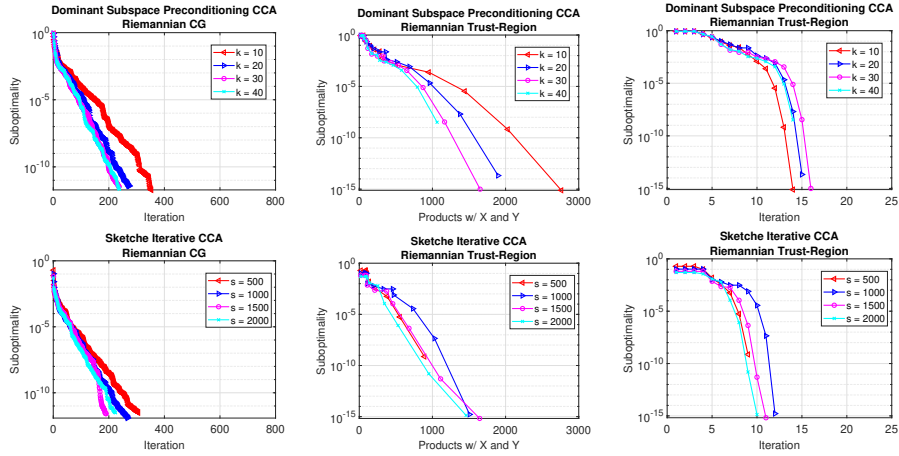 Dominant Subspace Preconditioning CCA
Riemannian CG
Suboptimality
10^0
10^-5
10^-10
k = 10
k = 20
k = 30
k = 40
0 200 400 600 800
Iteration
Dominant Subspace Preconditioning CCA
Riemannian Trust-Region
Suboptimality
10^0
10^-5
10^-10
10^-15
k = 10
k = 20
k = 30
k = 40
0 1000 2000 3000
Products w/ X and Y
Dominant Subspace Preconditioning CCA
Riemannian Trust-Region
Suboptimality
10^0
10^-5
10^-10
10^-15
k = 10
k = 20
k = 30
k = 40
0 5 10 15 20 25
Iteration
Sketche Iterative CCA
Riemannian CG
Suboptimality
10^0
10^-5
10^-10
s = 500
s = 1000
s = 1500
s = 2000
0 200 400 600 800
Iteration
Sketche Iterative CCA
Riemannian Trust-Region
Suboptimality
10^0
10^-5
10^-10
10^-15
s = 500
s = 1000
s = 1500
s = 2000
0 1000 2000 3000
Products w/ X and Y
Sketche Iterative CCA
Riemannian Trust-Region
Suboptimality
10^0
10^-5
10^-10
10^-15
s = 500
s = 1000
s = 1500
s = 2000
0 5 10 15 20 25
Iteration